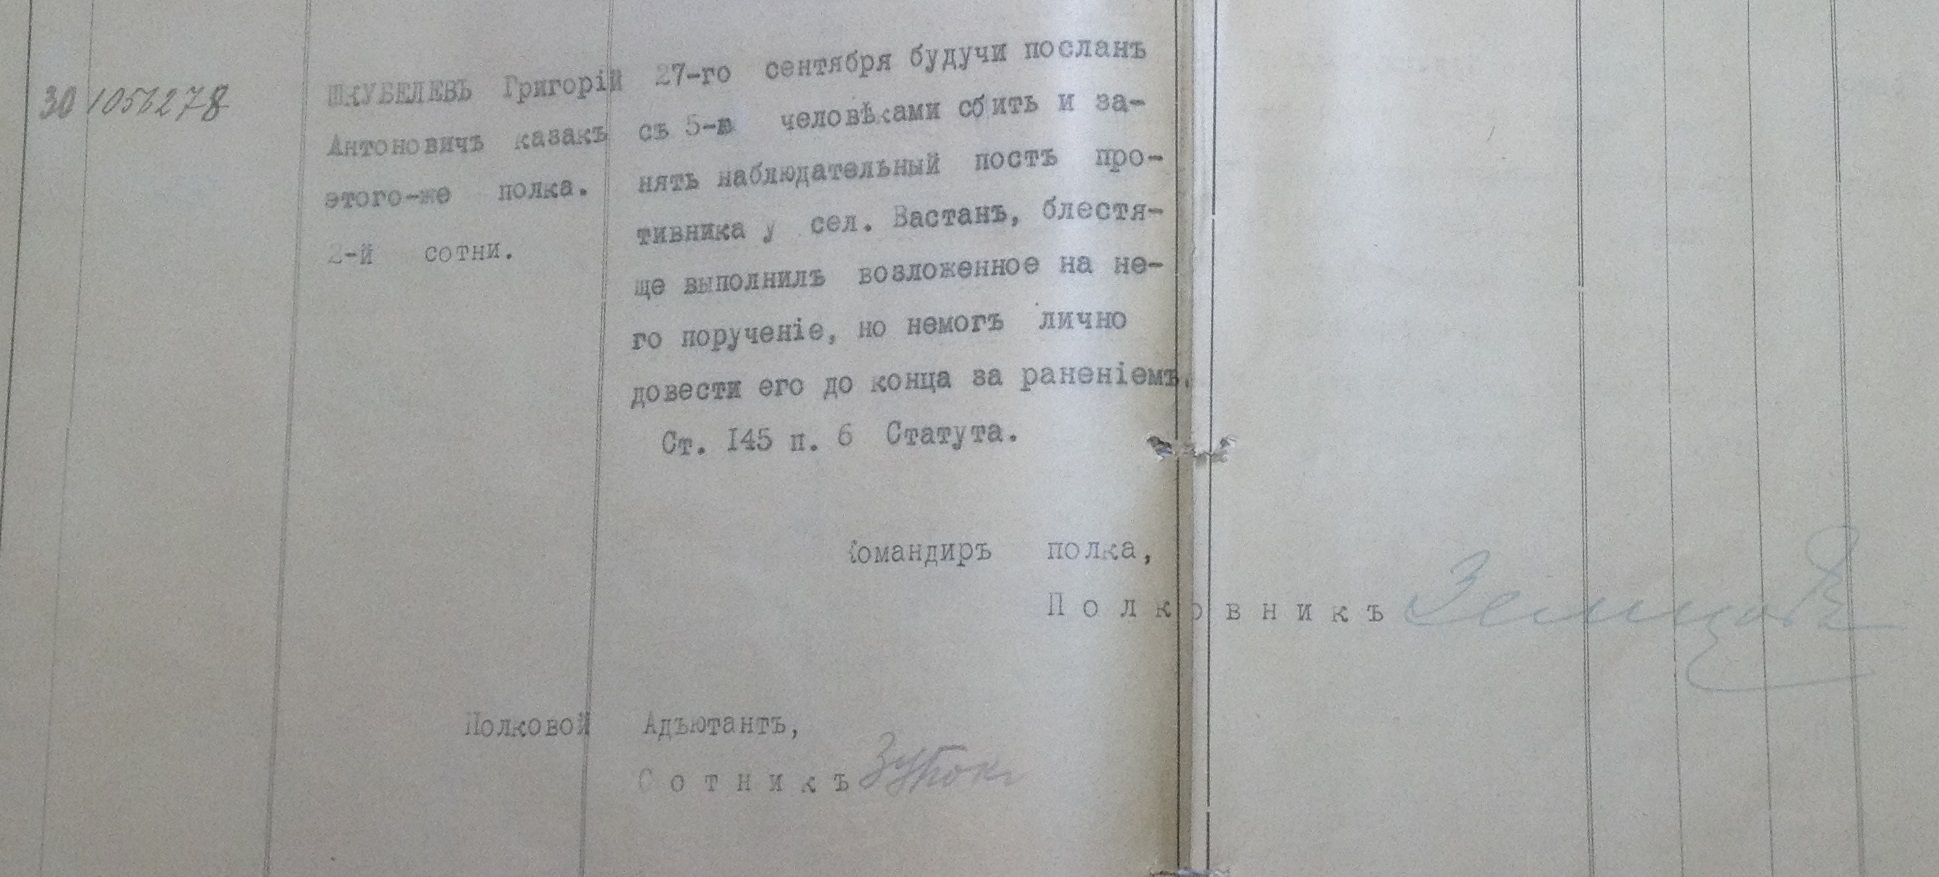 30 1056278
ШКУБЕЛЕВЪ Григорій 27-го сентября будучи посланъ
Антоновичъ казакъ съ 5-ю человѣками сбить и за-
этого-же полка. нять наблюдательный постъ про-
2-й сотни. тивника у сел. Вастанъ, блестя-
ще выполнилъ возложенное на не-
го порученіе, но немогъ лично
довести его до конца за раненіемъ.
Ст. 145 п. 6 Статута.
Командиръ полка,
Полковникъ Земцовъ
Полковой Адъютантъ,
Сотникъ